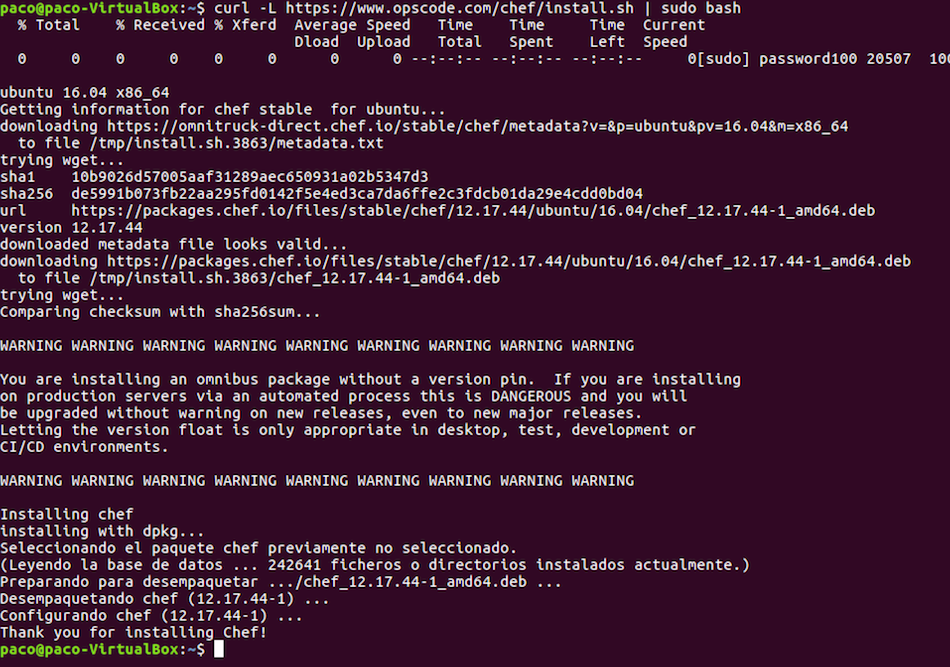 paco@paco-VirtualBox:~$ curl -L https://www.opscode.com/chef/install.sh | sudo bash
  % Total    % Received % Xferd  Average Speed   Time    Time     Time  Current
                                 Dload  Upload   Total   Spent    Left  Speed
  0     0    0     0    0     0      0      0 --:--:-- --:--:-- --:--:--     0[sudo] password100 20507  100
ubuntu 16.04 x86_64
Getting information for chef stable  for ubuntu...
downloading https://omnitruck-direct.chef.io/stable/chef/metadata?v=&p=ubuntu&pv=16.04&m=x86_64
  to file /tmp/install.sh.3863/metadata.txt
trying wget...
sha1    10b9026d57005aaf31289aec650931a02b5347d3
sha256  de5991b073fb22aa295fd0142f5e4ed3ca7da6ffe2c3fdcb01da29e4cdd0bd04
url     https://packages.chef.io/files/stable/chef/12.17.44/ubuntu/16.04/chef_12.17.44-1_amd64.deb
version 12.17.44
downloaded metadata file looks valid...
downloading https://packages.chef.io/files/stable/chef/12.17.44/ubuntu/16.04/chef_12.17.44-1_amd64.deb
  to file /tmp/install.sh.3863/chef_12.17.44-1_amd64.deb
trying wget...
Comparing checksum with sha256sum...
WARNING WARNING WARNING WARNING WARNING WARNING WARNING WARNING WARNING
You are installing an omnibus package without a version pin.  If you are installing
on production servers via an automated process this is DANGEROUS and you will
be upgraded without warning on new releases, even to new major releases.
Letting the version float is only appropriate in desktop, test, development or
CI/CD environments.
WARNING WARNING WARNING WARNING WARNING WARNING WARNING WARNING WARNING
Installing chef
installing with dpkg...
Seleccionando el paquete chef previamente no seleccionado.
(Leyendo la base de datos ... 242641 ficheros o directorios instalados actualmente.)
Preparando para desempaquetar .../chef_12.17.44-1_amd64.deb ...
Desempaquetando chef (12.17.44-1) ...
Configurando chef (12.17.44-1) ...
Thank you for installing Chef!
paco@paco-VirtualBox:~$